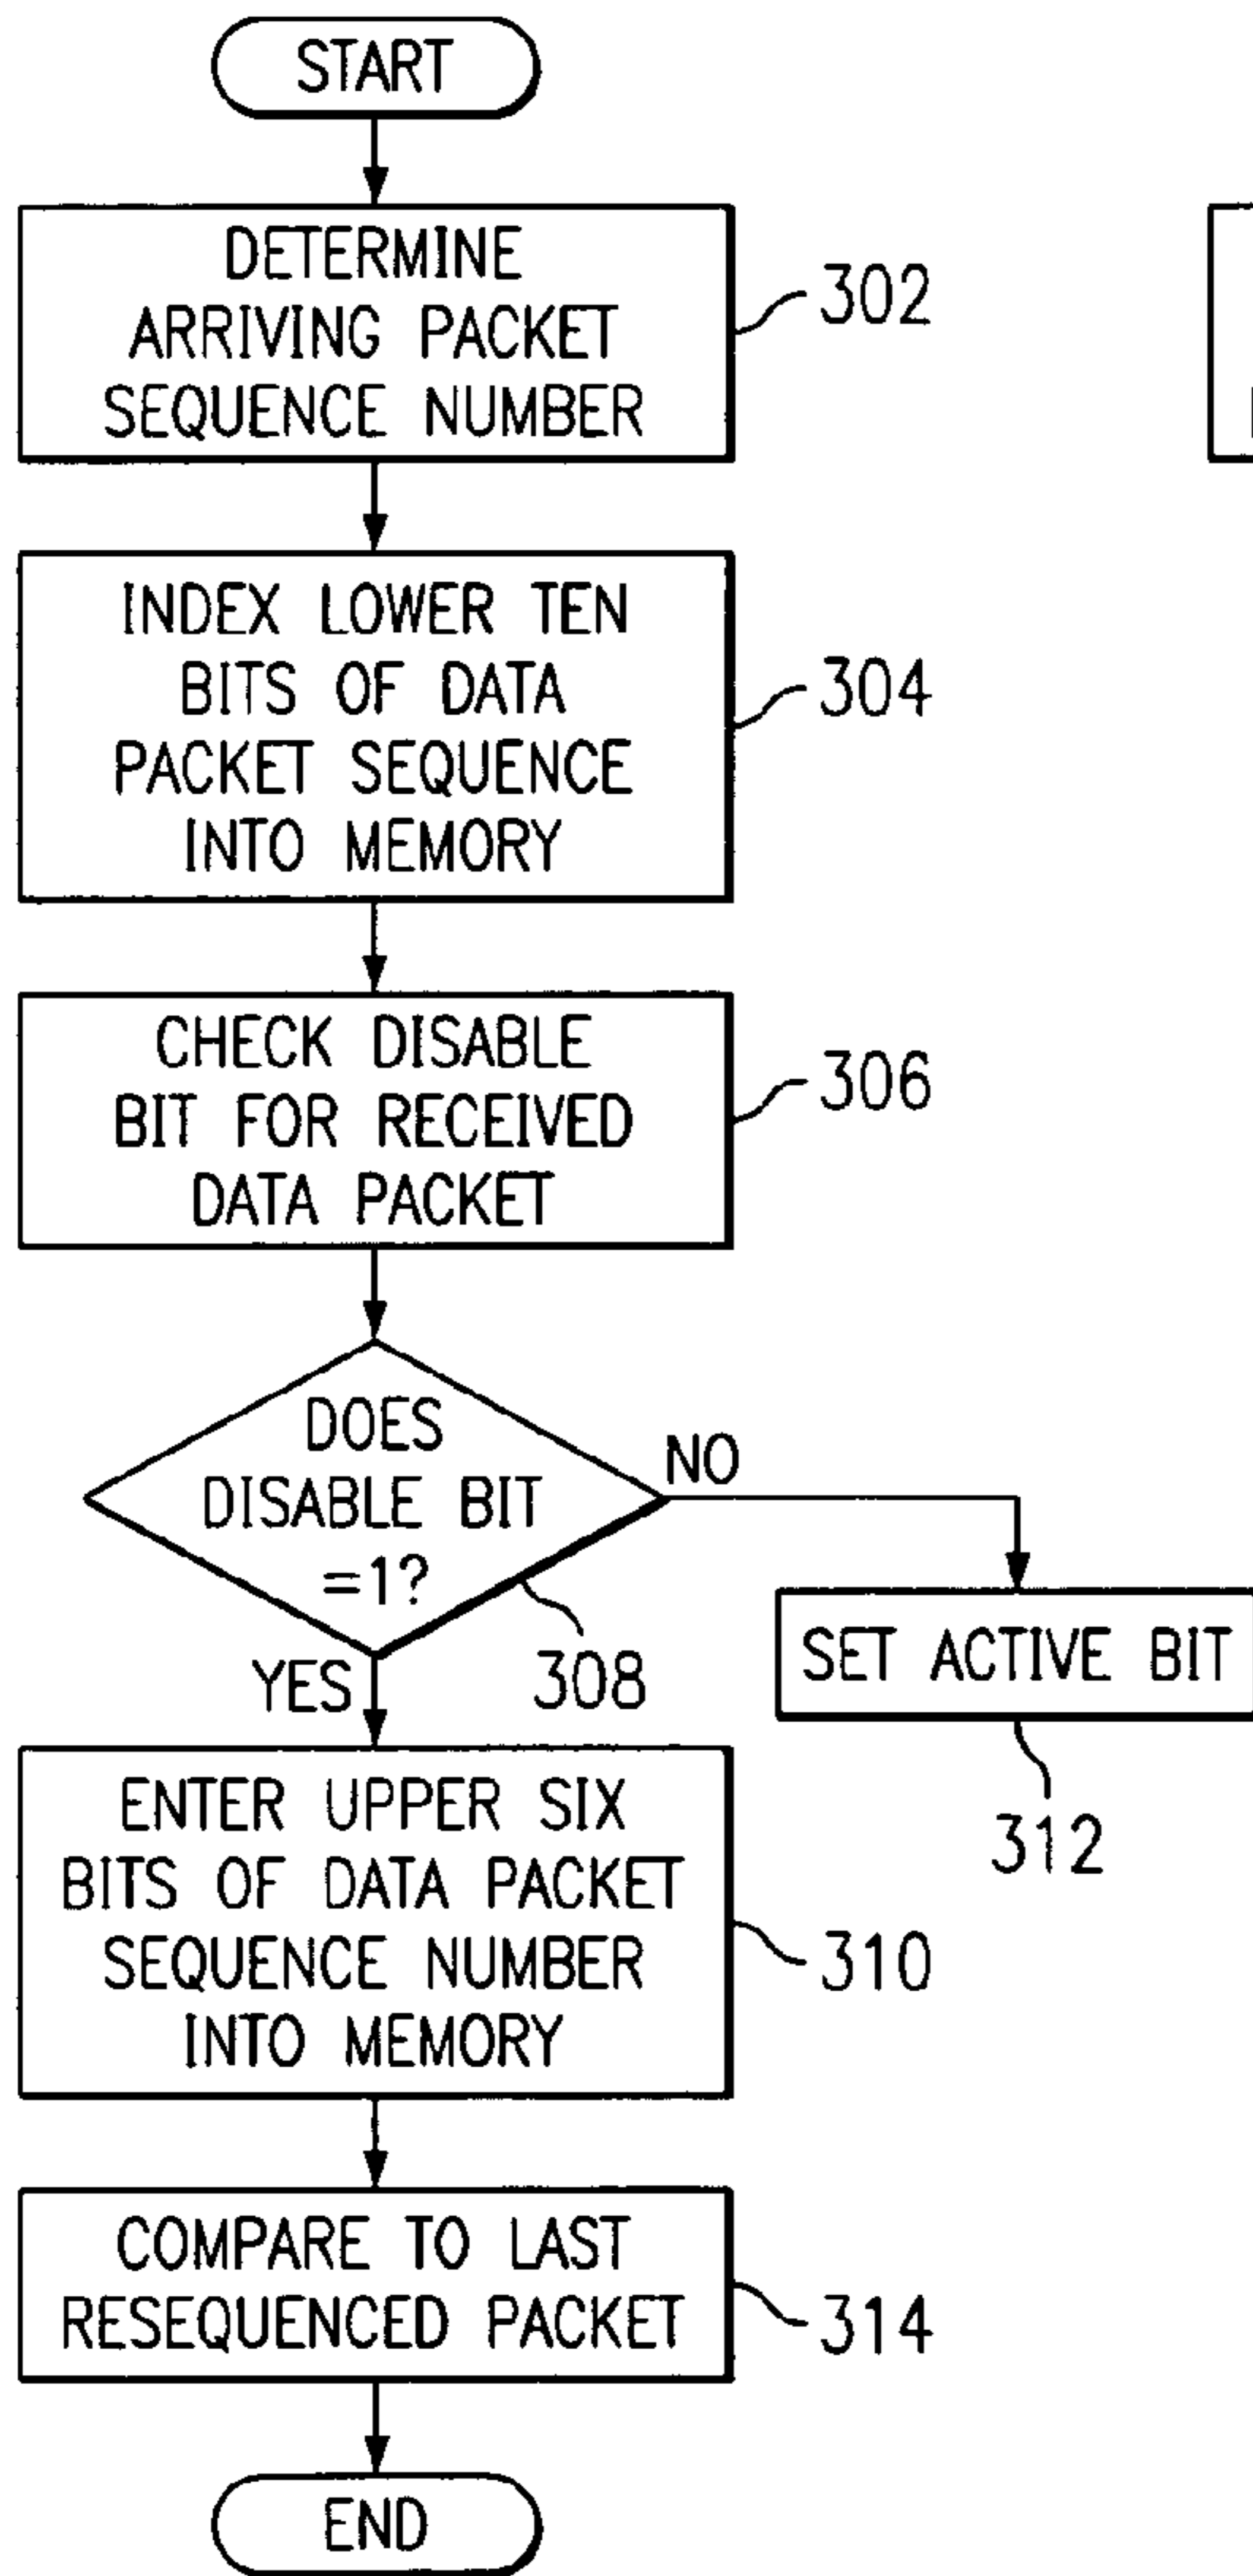 START
DETERMINE
ARRIVING PACKET
SEQUENCE NUMBER
302
INDEX LOWER TEN
BITS OF DATA
PACKET SEQUENCE
INTO MEMORY
304
CHECK DISABLE
BIT FOR RECEIVED
DATA PACKET
306
DOES
DISABLE BIT
=1?
308
NO
SET ACTIVE BIT
312
YES
ENTER UPPER SIX
BITS OF DATA PACKET
SEQUENCE NUMBER
INTO MEMORY
310
COMPARE TO LAST
RESEQUENCED PACKET
314
END